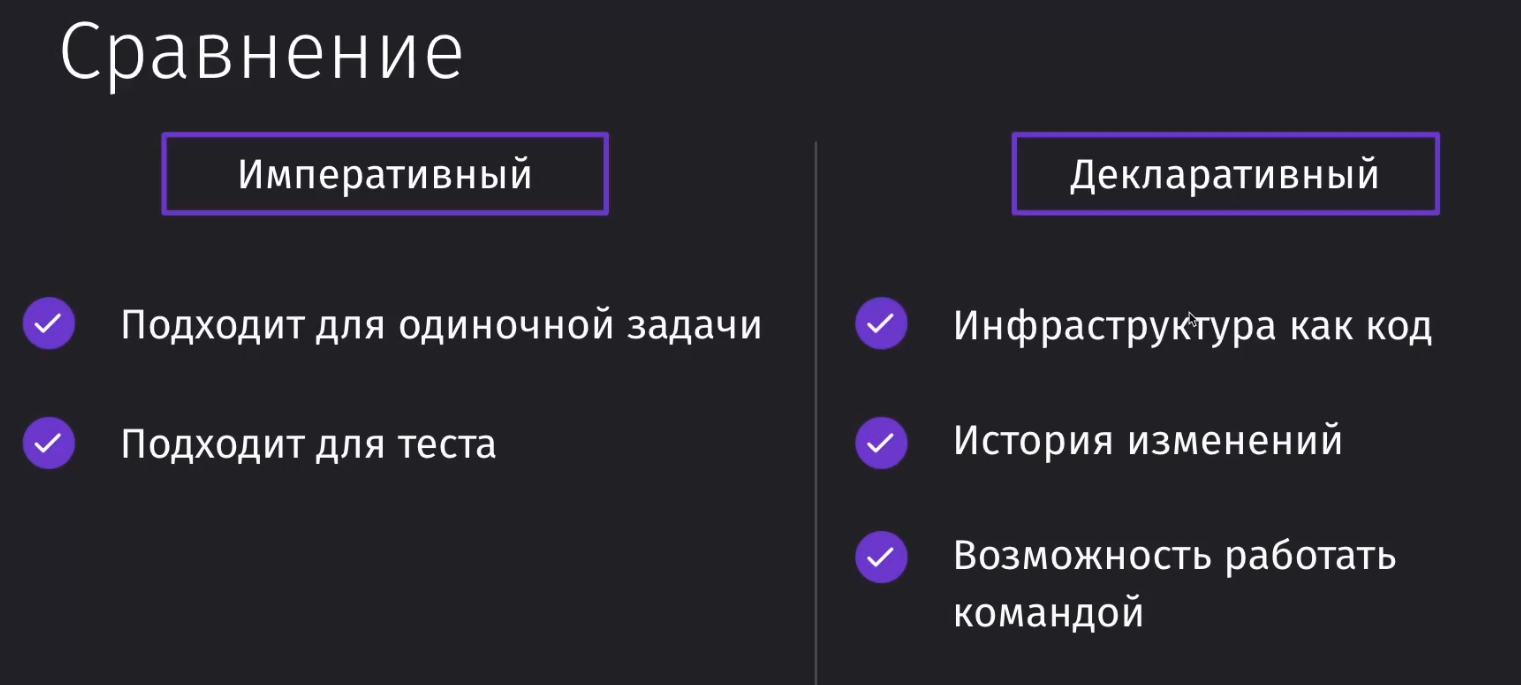 Сравнение
Императивный
Подходит для одиночной задачи
Подходит для теста
Декларативный
Инфраструктура как код
История изменений
Возможность работать
командой